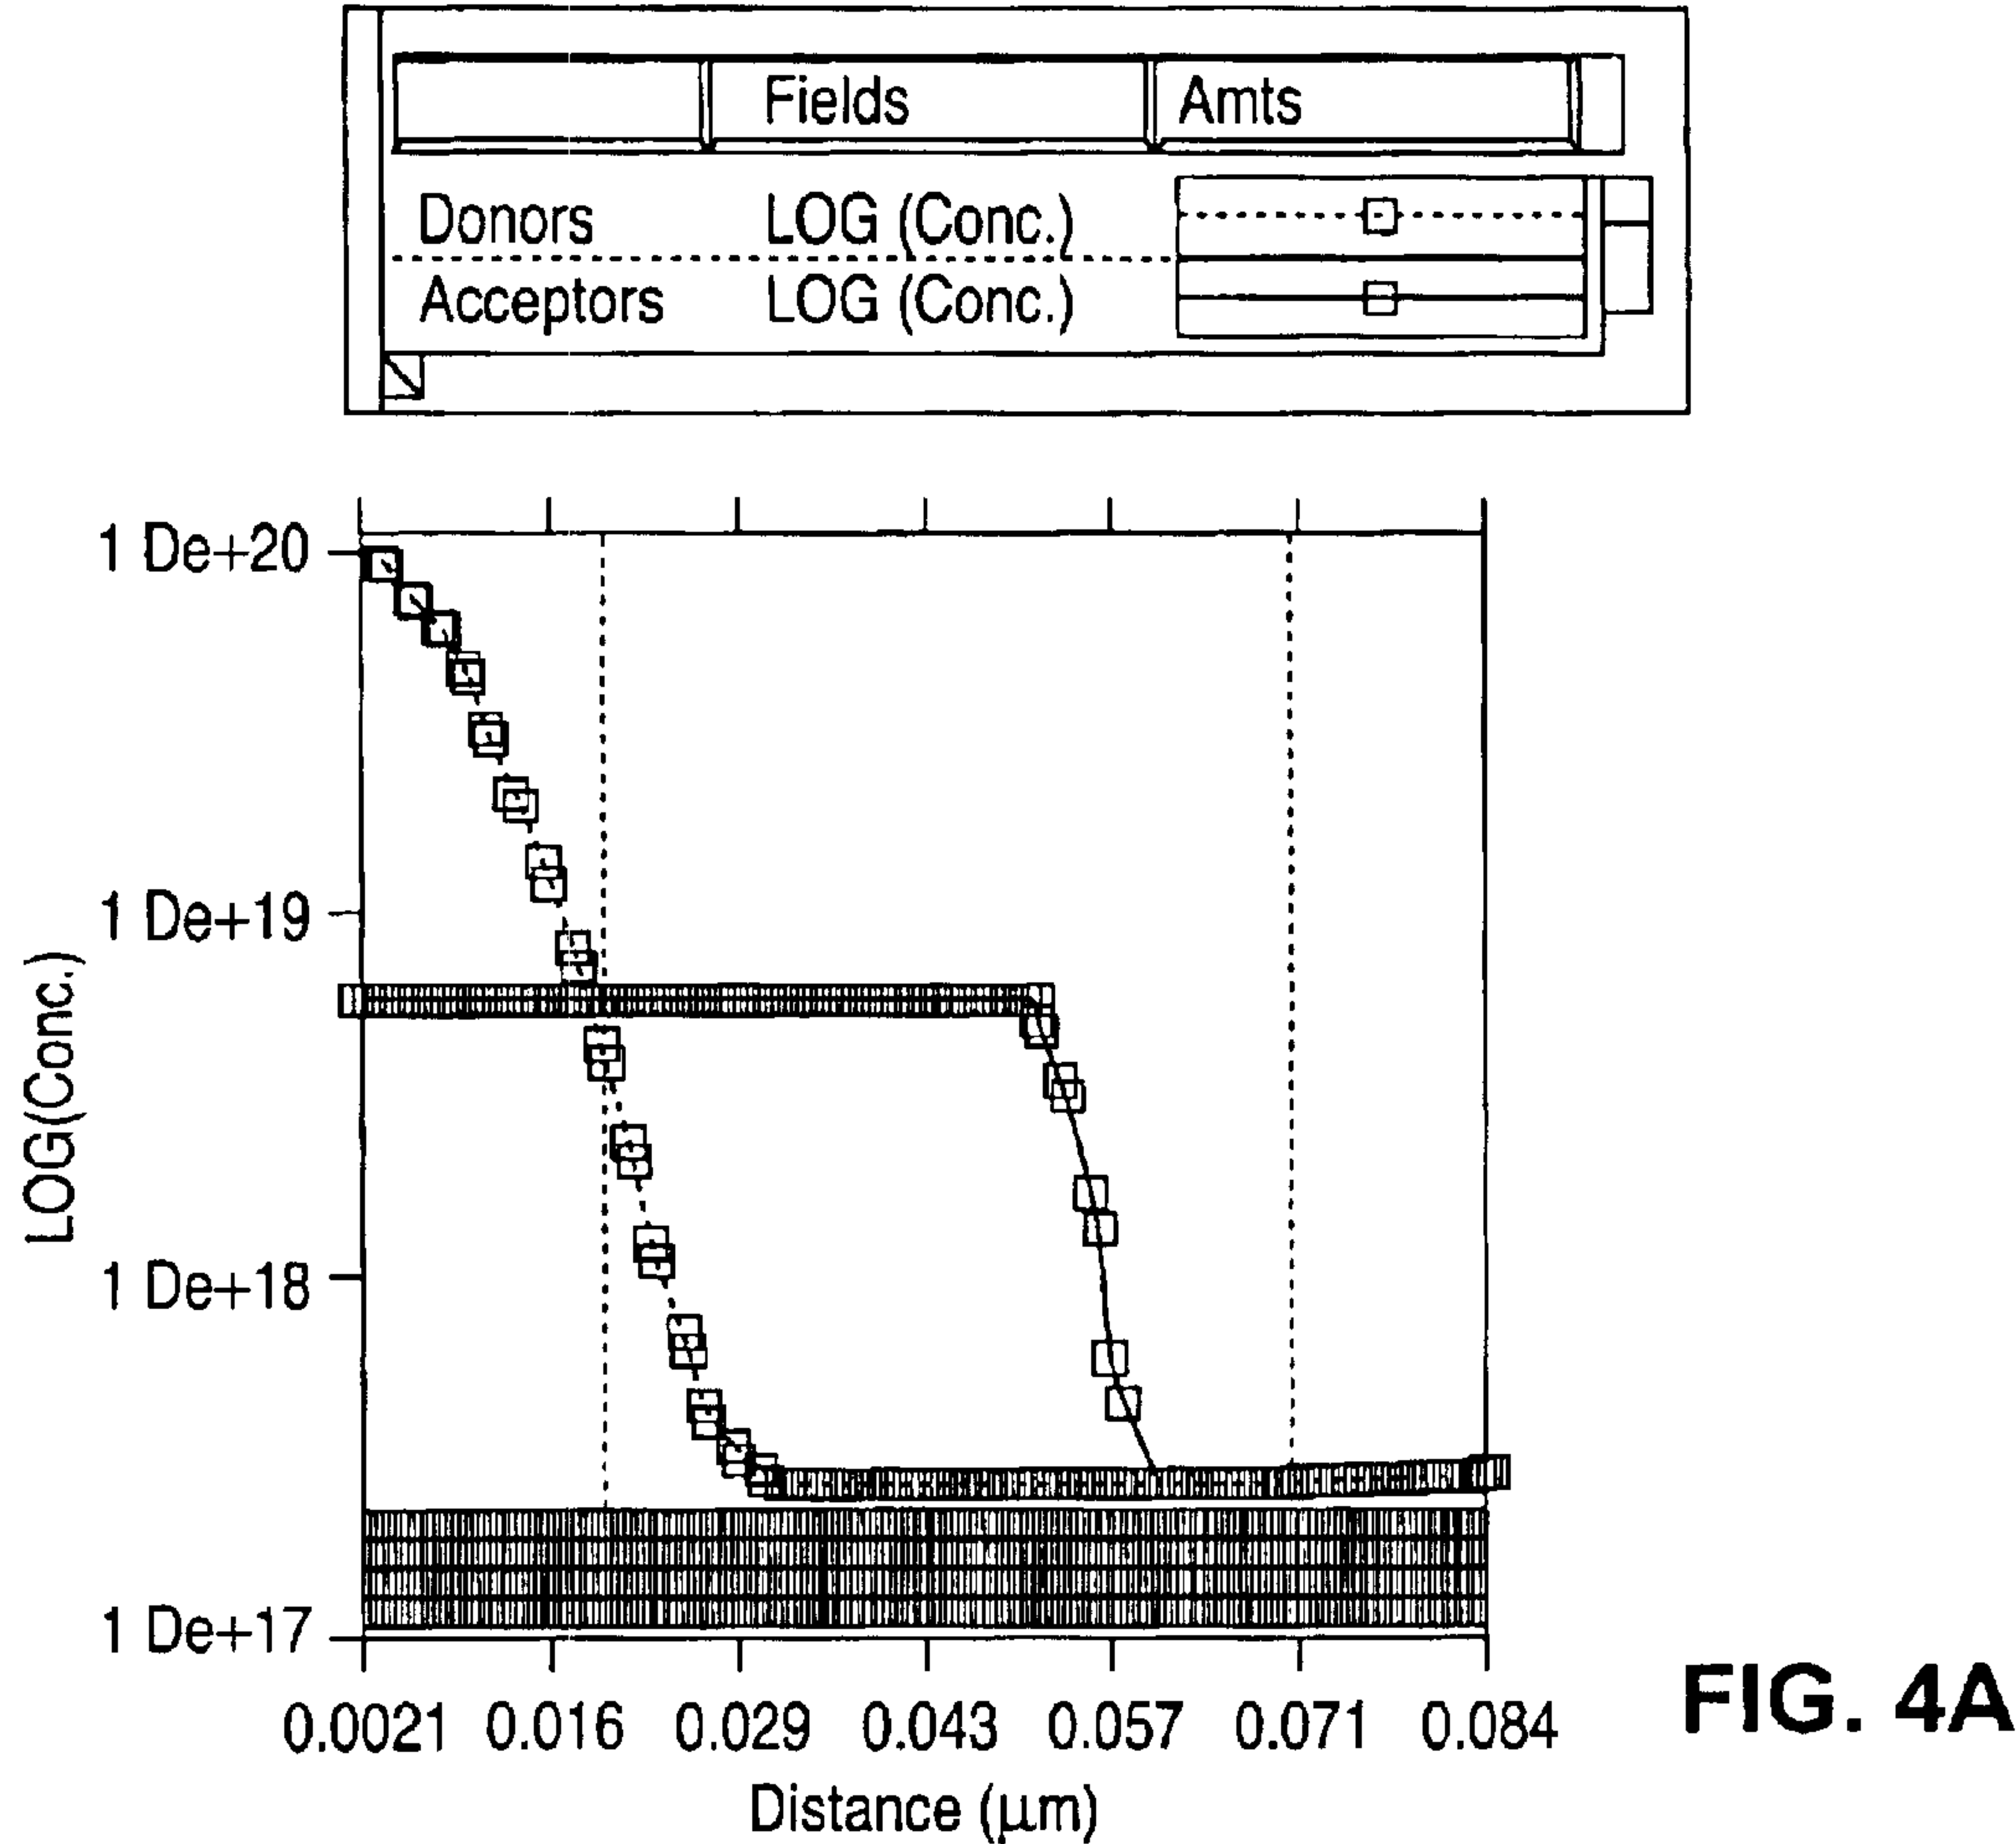 Fields Amts
Donors LOG (Conc.)
Acceptors LOG (Conc.)
1 De+20
1 De+19
1 De+18
1 De+17
LOG(Conc.)
0.0021 0.016 0.029 0.043 0.057 0.071 0.084
Distance (μm)
FIG. 4A